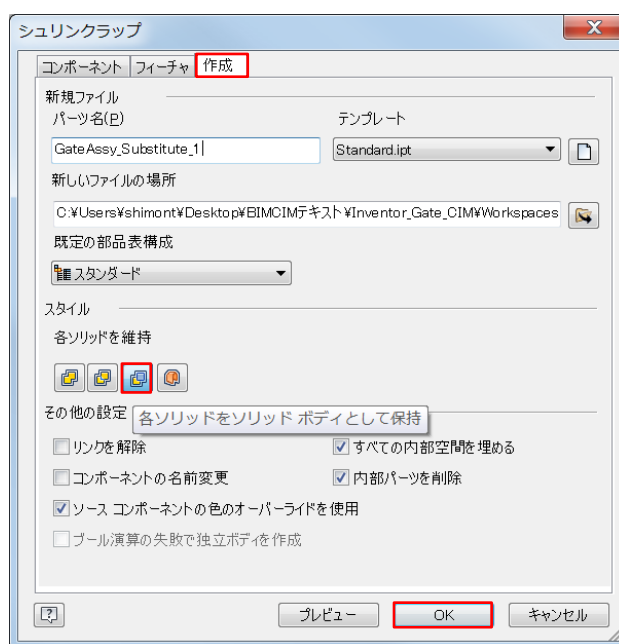 シュリンクラップ
コンポーネント フィーチャ 作成
新規ファイル
パーツ名(P) テンプレート
GateAssy_Substitute_1 Standard.ipt
新しいファイルの場所
C:¥Users¥shimont¥Desktop¥BIMCIMテキスト¥Inventor_Gate_CIM¥Workspaces
既定の部品表構成
スタンダード
スタイル
各ソリッドを維持
その他の設定
各ソリッドをソリッド ボディとして保持
リンクを解除 すべての内部空間を埋める
コンポーネントの名前変更 内部パーツを削除
ソース コンポーネントの色のオーバーライドを使用
ブール演算の失敗で独立ボディを作成
? プレビュー OK キャンセル